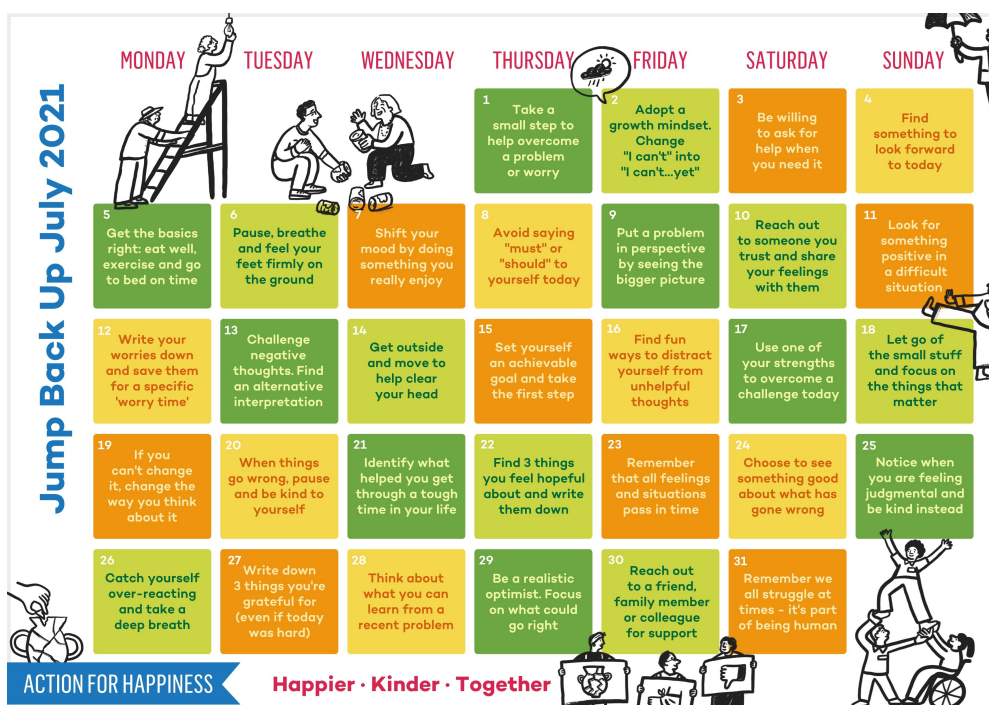 MONDAY
TUESDAY
WEDNESDAY
THURSDAY
FRIDAY
SATURDAY
SUNDAY
Jump Back Up July 2021
1
Take a
small step to
help overcome
a problem
or worry
2
Adopt a
growth mindset.
Change
"I can't" into
"I can't...yet"
3
Be willing
to ask for
help when
you need it
4
Find
something to
look forward
to today
5
Get the basics
right: eat well,
exercise and go
to bed on time
6
Pause, breathe
and feel your
feet firmly on
the ground
7
Shift your
mood by doing
something you
really enjoy
8
Avoid saying
"must" or
"should" to
yourself today
9
Put a problem
in perspective
by seeing the
bigger picture
10
Reach out
to someone you
trust and share
your feelings
with them
11
Look for
something
positive in
a difficult
situation
12
Write your
worries down
and save them
for a specific
'worry time'
13
Challenge
negative
thoughts. Find
an alternative
interpretation
14
Get outside
and move to
help clear
your head
15
Set yourself
an achievable
goal and take
the first step
16
Find fun
ways to distract
yourself from
unhelpful
thoughts
17
Use one of
your strengths
to overcome a
challenge today
18
Let go of
the small stuff
and focus on
the things that
matter
19
If you
can't change
it, change the
way you think
about it
20
When things
go wrong, pause
and be kind to
yourself
21
Identify what
helped you get
through a tough
time in your life
22
Find 3 things
you feel hopeful
about and write
them down
23
Remember
that all feelings
and situations
pass in time
24
Choose to see
something good
about what has
gone wrong
25
Notice when
you are feeling
judgmental and
be kind instead
26
Catch yourself
over-reacting
and take a
deep breath
27
Write down
3 things you're
grateful for
(even if today
was hard)
28
Think about
what you can
learn from a
recent problem
29
Be a realistic
optimist. Focus
on what could
go right
30
Reach out
to a friend,
family member
or colleague
for support
31
Remember we
all struggle at
times - it's part
of being human
ACTION FOR HAPPINESS
Happier · Kinder · Together